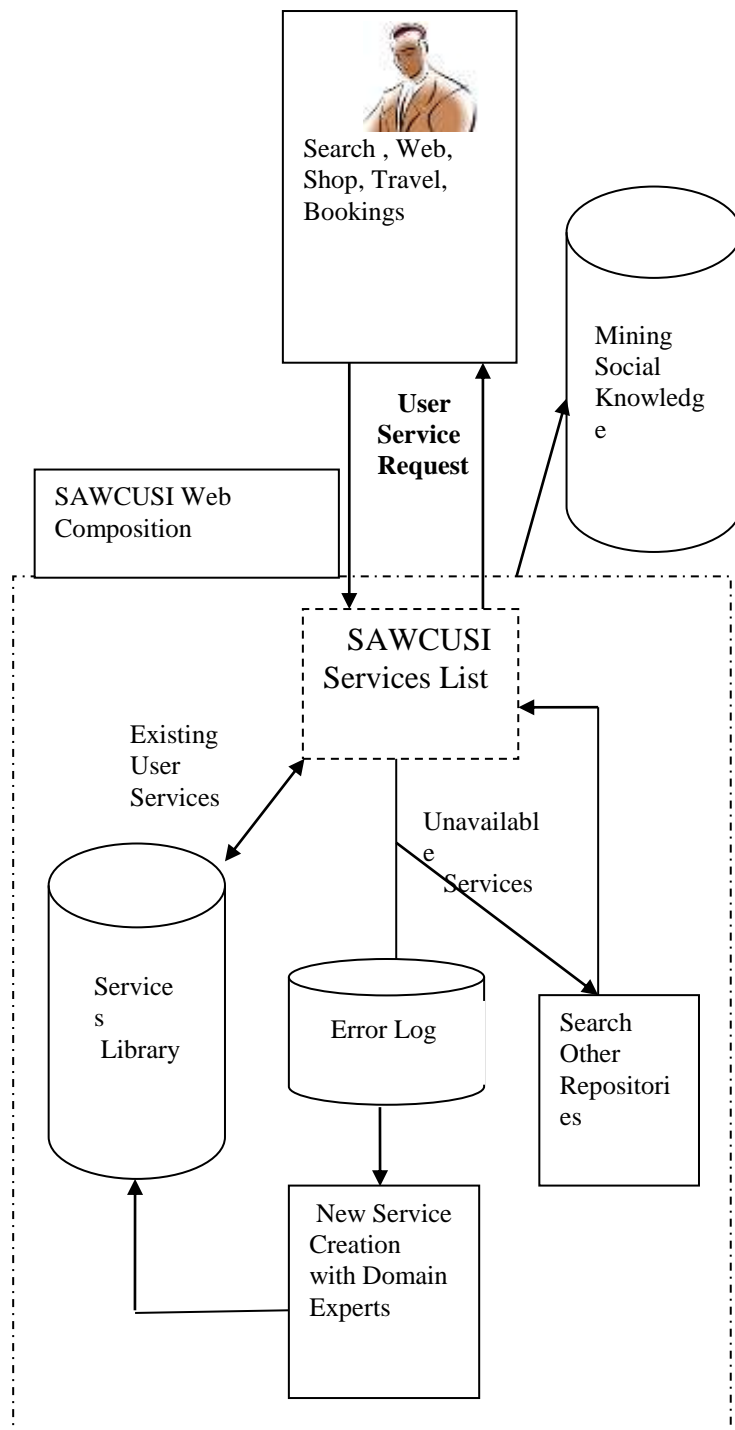 Search , Web,
Shop, Travel,
Bookings
Mining
Social
Knowledg
e
User
Service
Request
SAWCUSI Web
Composition
SAWCUSI
Services List
Existing
User
Services
Unavailabl
e
Services
Service
s
Library
Error Log
Search
Other
Repositori
es
New Service
Creation
with Domain
Experts